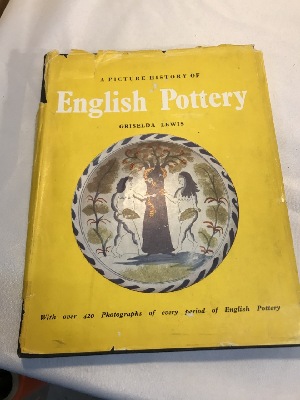 A PICTURE HISTORY OF
English Pottery
GRISELDA LEWIS
With over 420 Photographs of every period of English Pottery